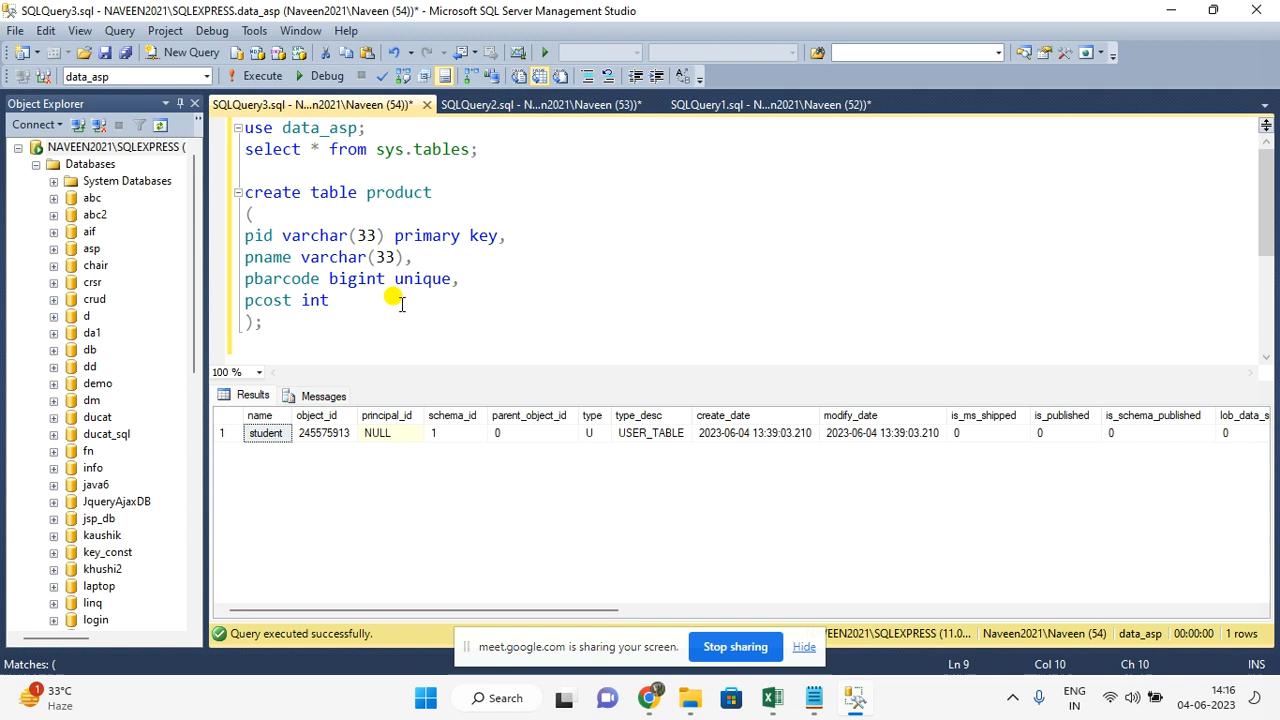 SQLQuery3.sql - NAVEEN2021\SQLEXPRESS.data_asp (Naveen2021\Naveen (54))* - Microsoft SQL Server Management Studio
File Edit View Query Project Debug Tools Window Help
New Query
data_asp Execute Debug
Object Explorer
SQLQuery3.sql - N...n2021\Naveen (54))* SQLQuery2.sql - N...n2021\Naveen (53))* SQLQuery1.sql - N...n2021\Naveen (52))*
Connect
NAVEEN2021\SQLEXPRESS (
Databases
System Databases
abc
abc2
aif
asp
chair
crsr
crud
d
da1
db
dd
demo
dm
ducat
ducat_sql
fn
info
java6
JqueryAjaxDB
jsp_db
kaushik
key_const
khushi2
laptop
linq
login
use data_asp;
select * from sys.tables;
create table product
(
pid varchar(33) primary key,
pname varchar(33),
pbarcode bigint unique,
pcost int
);
100 %
Results Messages
name object_id principal_id schema_id parent_object_id type type_desc create_date modify_date is_ms_shipped is_published is_schema_published lob_data_s
1 student 245575913 NULL 1 0 U USER_TABLE 2023-06-04 13:39:03.210 2023-06-04 13:39:03.210 0 0 0 0
Query executed successfully. EEN2021\SQLEXPRESS (11.0... Naveen2021\Naveen (54) data_asp 00:00:00 1 rows
meet.google.com is sharing your screen. Stop sharing Hide
Matches: ( Ln 9 Col 10 Ch 10 INS
1 33°C
Haze
Search
ENG
IN
14:16
04-06-2023